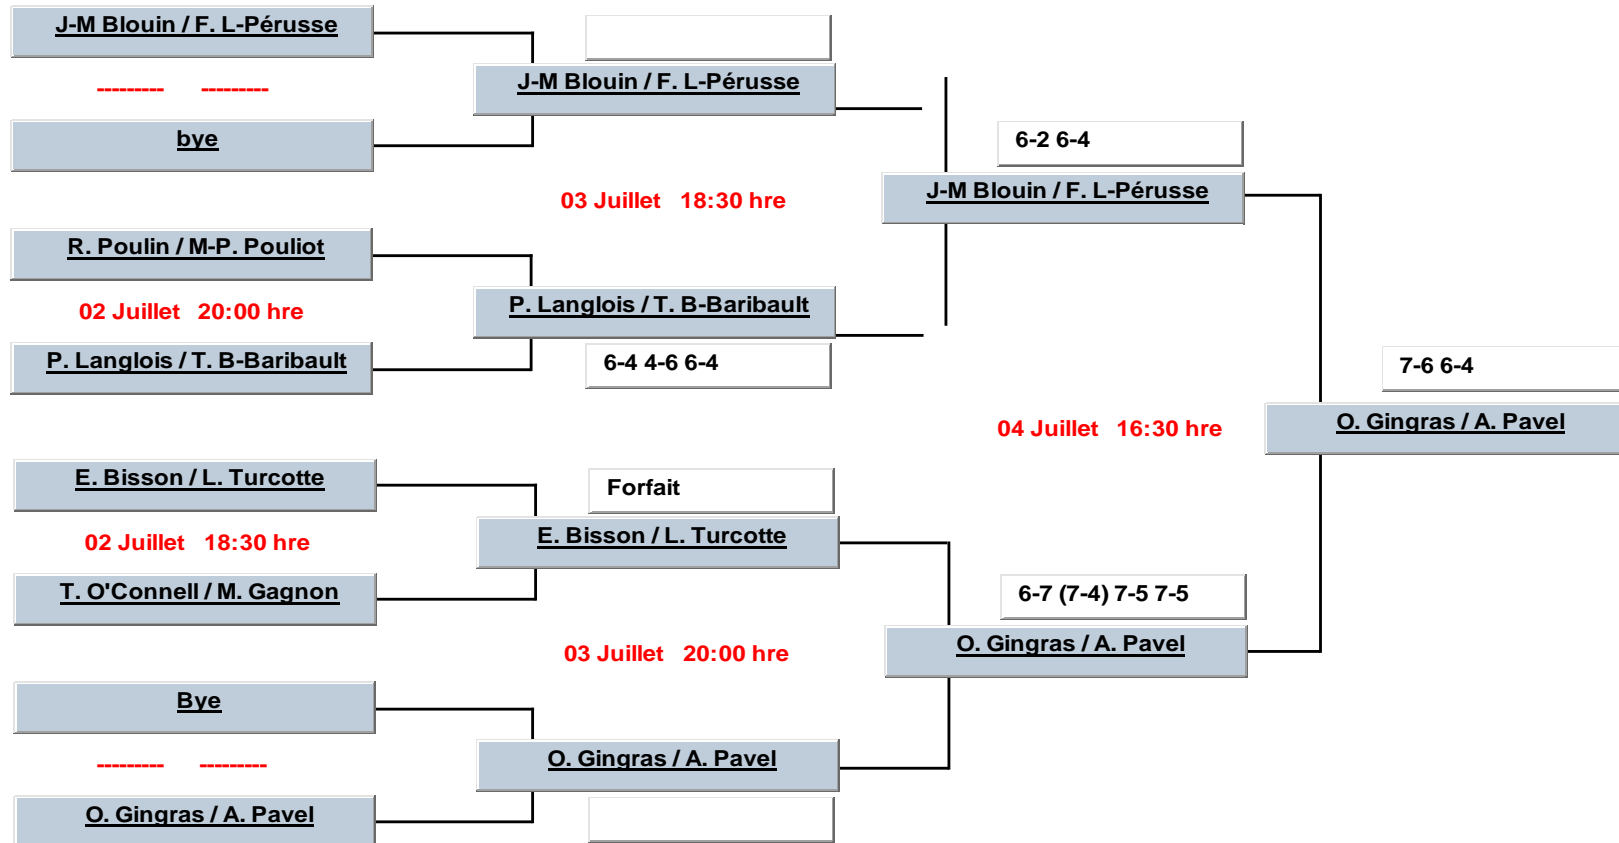 J-M Blouin / F. L-Pérusse
--------- ---------
bye
J-M Blouin / F. L-Pérusse
03 Juillet 18:30 hre
R. Poulin / M-P. Pouliot
02 Juillet 20:00 hre
P. Langlois / T. B-Baribault
P. Langlois / T. B-Baribault
6-4 4-6 6-4
6-2 6-4
J-M Blouin / F. L-Pérusse
E. Bisson / L. Turcotte
02 Juillet 18:30 hre
T. O'Connell / M. Gagnon
Forfait
E. Bisson / L. Turcotte
03 Juillet 20:00 hre
Bye
--------- ---------
O. Gingras / A. Pavel
O. Gingras / A. Pavel
6-7 (7-4) 7-5 7-5
O. Gingras / A. Pavel
04 Juillet 16:30 hre
7-6 6-4
O. Gingras / A. Pavel